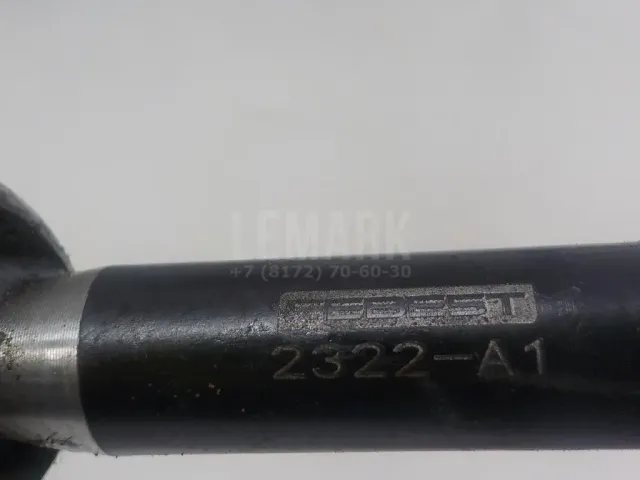 LEMARK
+7 (8172) 70-60-30
FEBEST
2322-A1